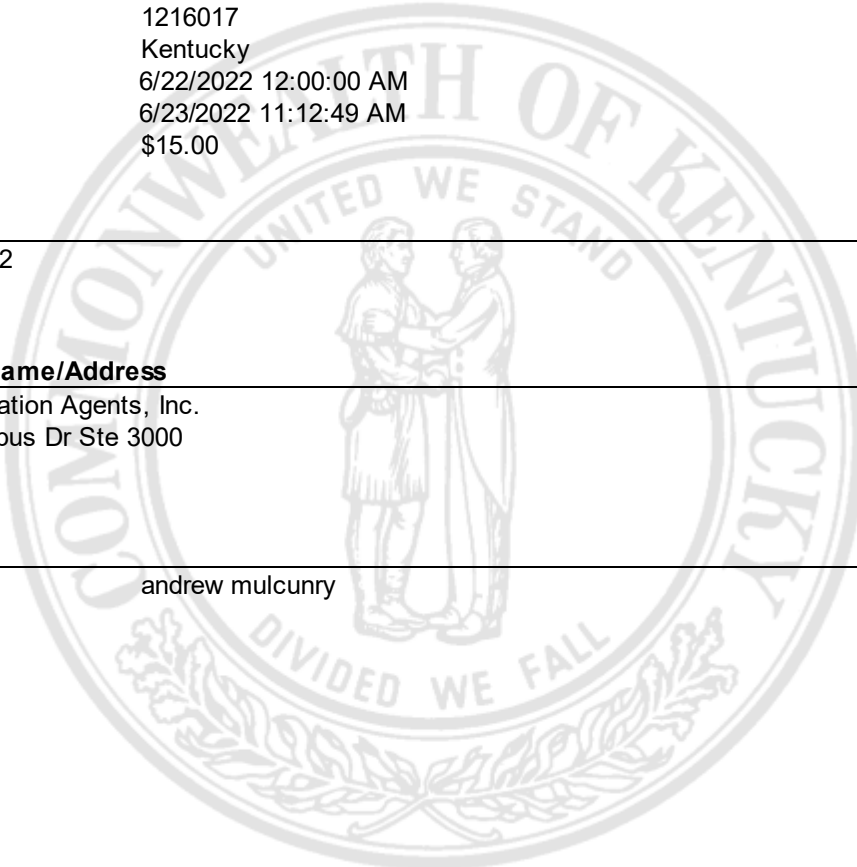 1216017
Kentucky
6/22/2022 12:00:00 AM
6/23/2022 11:12:49 AM
$15.00
2
ame/Address
ation Agents, Inc.
ous Dr Ste 3000
andrew mulcunry
COMMONWEALTH OF KENTUCKY
UNITED WE STAND
DIVIDED WE FALL